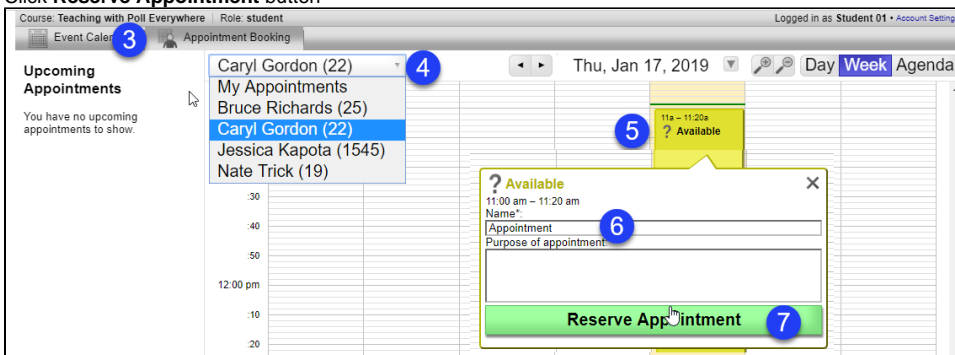 Click Reserve Appointment button
Course: Teaching with Poll Everywhere | Role: student
Logged in as Student 01 • Account Setting
Event Calen
3
Appointment Booking
Upcoming Appointments
You have no upcoming appointments to show.
Caryl Gordon (22)
4
Thu, Jan 17, 2019
Day Week Agenda
My Appointments
Bruce Richards (25)
Caryl Gordon (22)
Jessica Kapota (1545)
Nate Trick (19)
5
11a – 11:20a
? Available
? Available
11:00 am – 11:20 am
Name*:
Appointment
6
Purpose of appointment:
Reserve Appointment
7
:30
:40
:50
12:00 pm
:10
:20